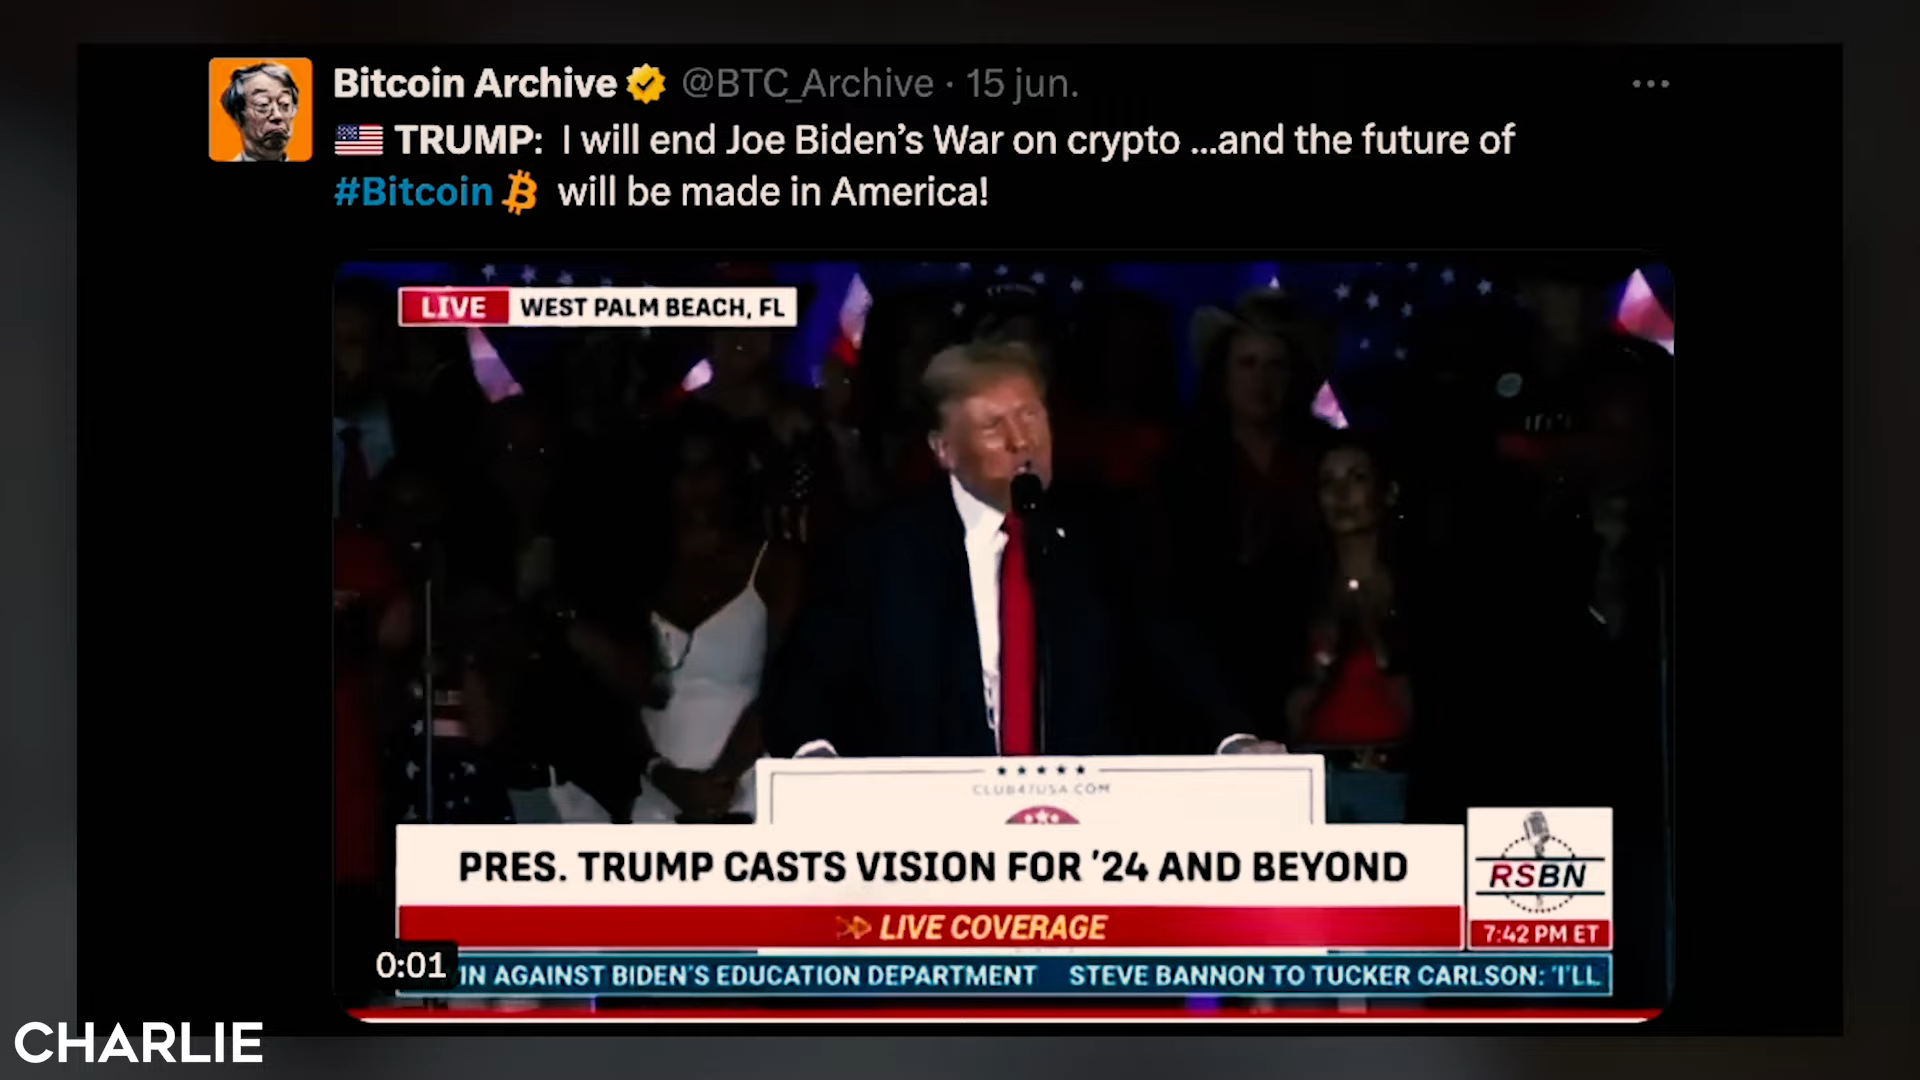 Bitcoin Archive @BTC_Archive · 15 jun.
TRUMP: I will end Joe Biden's War on crypto ...and the future of
#Bitcoin will be made in America!
LIVE WEST PALM BEACH, FL
CLUB47USA.COM
PRES. TRUMP CASTS VISION FOR '24 AND BEYOND
RSBN
LIVE COVERAGE
7:42 PM ET
0:01
IN AGAINST BIDEN'S EDUCATION DEPARTMENT STEVE BANNON TO TUCKER CARLSON: 'I'LL
CHARLIE